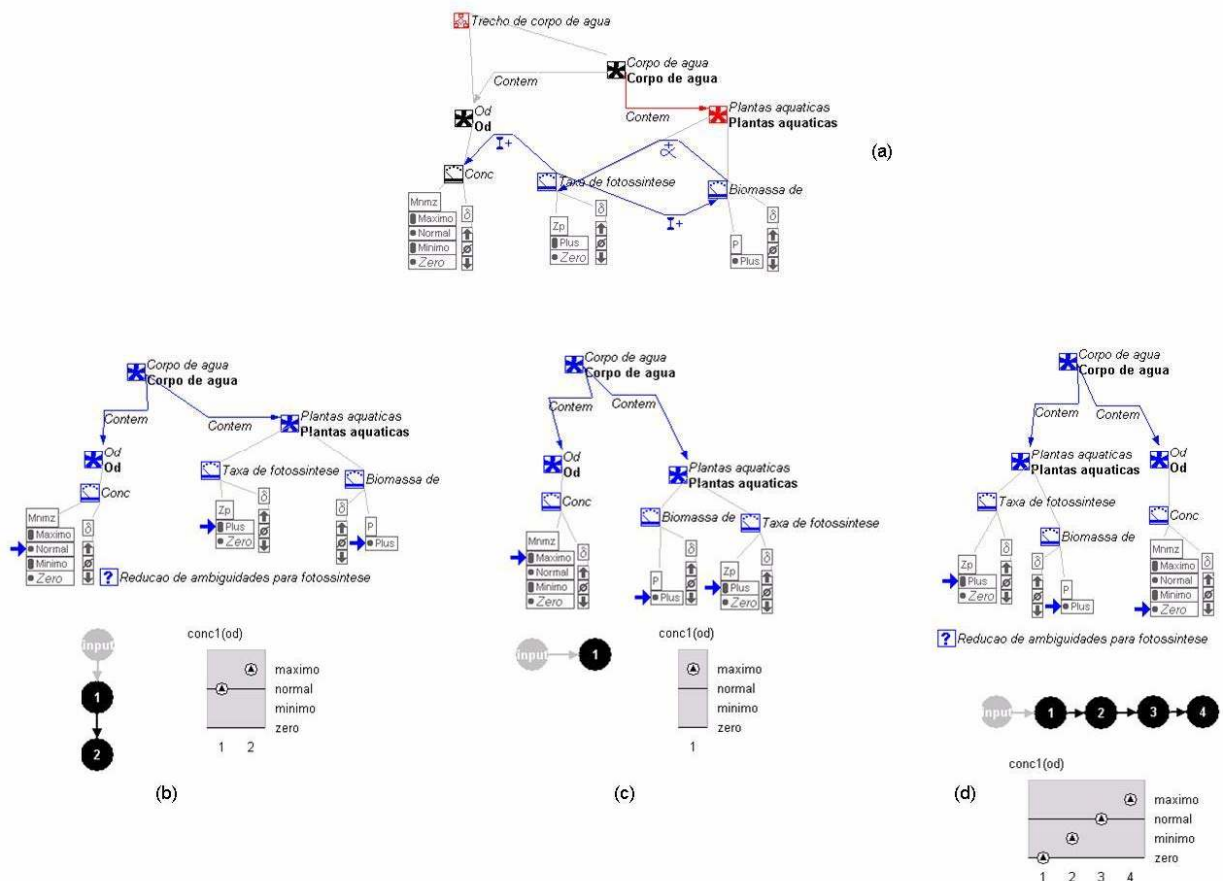 Trecho de corpo de agua
Corpo de agua
Corpo de agua
Contem
Od
Od
Contem
Plantas aquaticas
Plantas aquaticas
(a)
I+
+
α
Conc
Taxa de fotossintese
Biomassa de
I+
Mnmz
Maximo
Normal
Minimo
Zero
δ
Zp
Plus
Zero
δ
P
Plus
δ
Corpo de agua
Corpo de agua
Contem
Contem
Plantas aquaticas
Plantas aquaticas
Od
Od
Taxa de fotossintese
Biomassa de
Conc
Mnmz
Maximo
Normal
Minimo
Zero
δ
Zp
Plus
Zero
δ
δ
P
Plus
? Reducao de ambiguidades para fotossintese
input
1
2
conc1(od)
maximo
normal
minimo
zero
1 2
(b)
Corpo de agua
Corpo de agua
Contem
Contem
Od
Od
Plantas aquaticas
Plantas aquaticas
Conc
Biomassa de
Taxa de fotossintese
Mnmz
Maximo
Normal
Minimo
Zero
δ
P
Plus
δ
Zp
Plus
Zero
δ
input 1
conc1(od)
maximo
normal
minimo
zero
1
(c)
Corpo de agua
Corpo de agua
Contem
Contem
Plantas aquaticas
Plantas aquaticas
Od
Od
Taxa de fotossintese
Biomassa de
Conc
Zp
Plus
Zero
δ
P
Plus
δ
Mnmz
Maximo
Normal
Minimo
Zero
δ
? Reducao de ambiguidades para fotossintese
input 1 2 3 4
conc1(od)
maximo
normal
minimo
zero
1 2 3 4
(d)